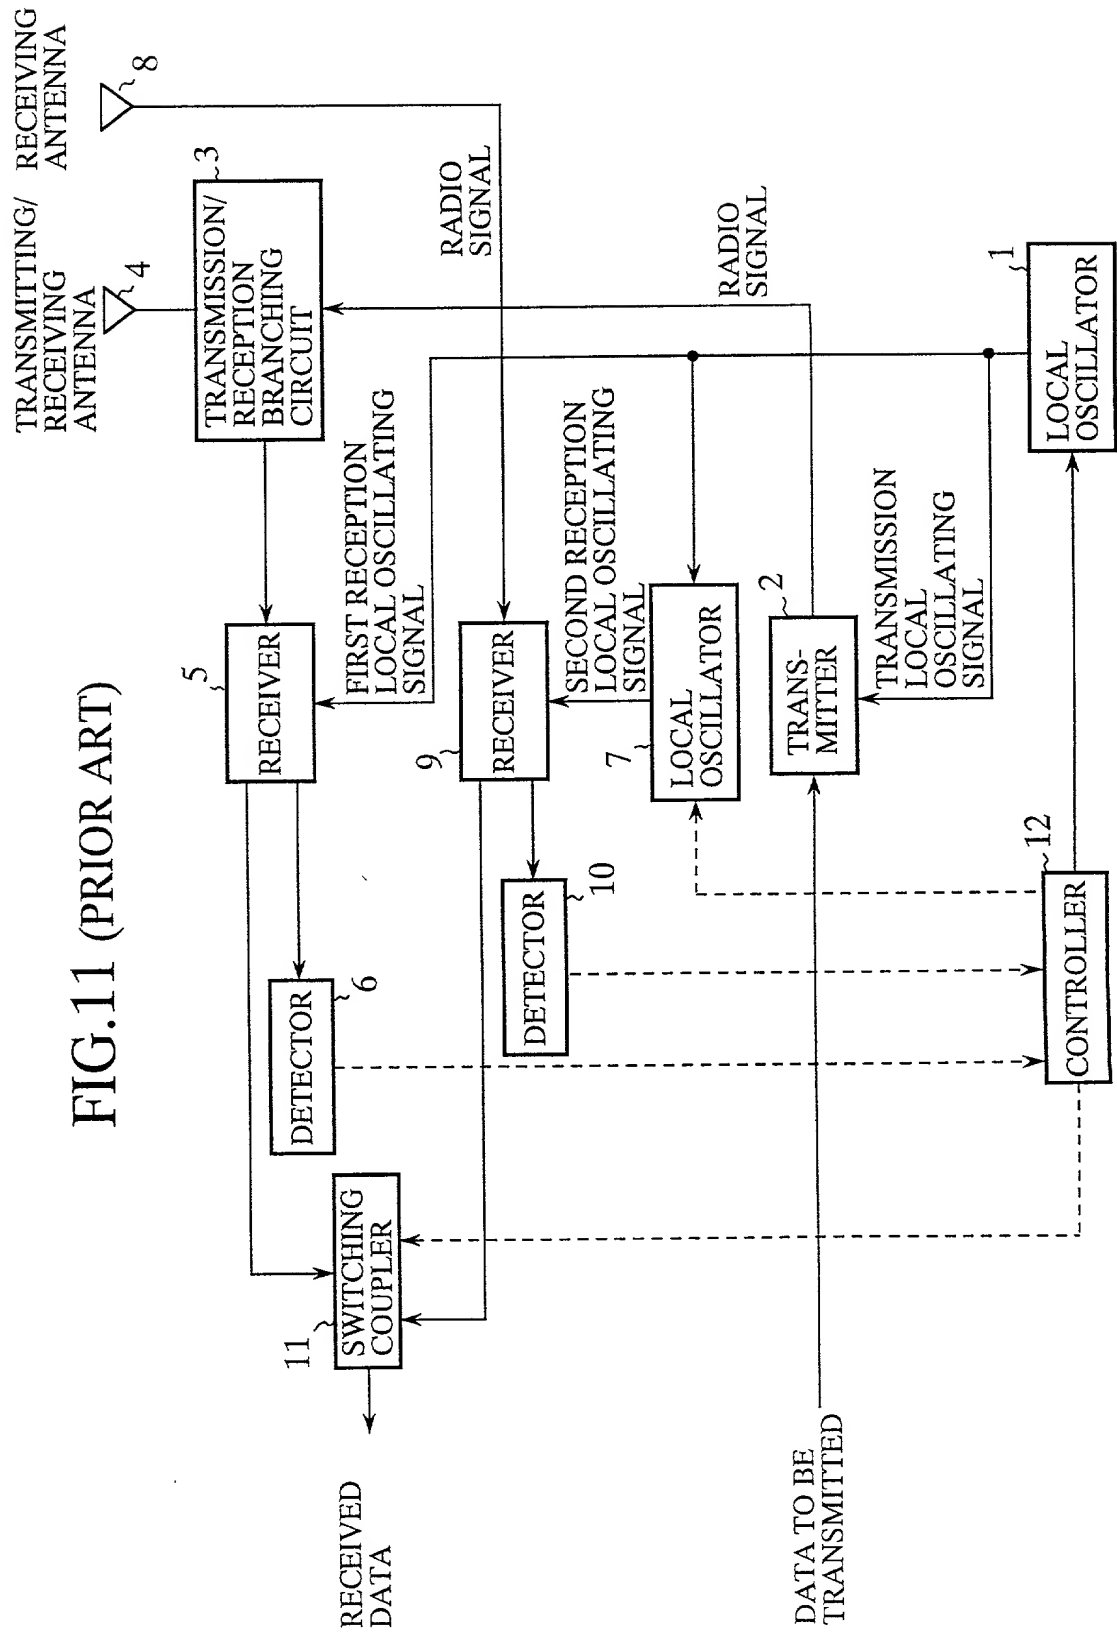 FIG.11 (PRIOR ART)
TRANSMITTING/
RECEIVING
ANTENNA
4
RECEIVING
ANTENNA
8
3
TRANSMISSION/
RECEPTION
BRANCHING
CIRCUIT
5
RECEIVER
FIRST RECEPTION
LOCAL OSCILLATING
SIGNAL
DETECTOR
6
11
SWITCHING
COUPLER
RECEIVED
DATA
RADIO
SIGNAL
9
RECEIVER
SECOND RECEPTION
LOCAL OSCILLATING
SIGNAL
DETECTOR
10
7
LOCAL
OSCILLATOR
RADIO
SIGNAL
2
TRANS-
MITTER
TRANSMISSION
LOCAL
OSCILLATING
SIGNAL
DATA TO BE
TRANSMITTED
1
LOCAL
OSCILLATOR
12
CONTROLLER